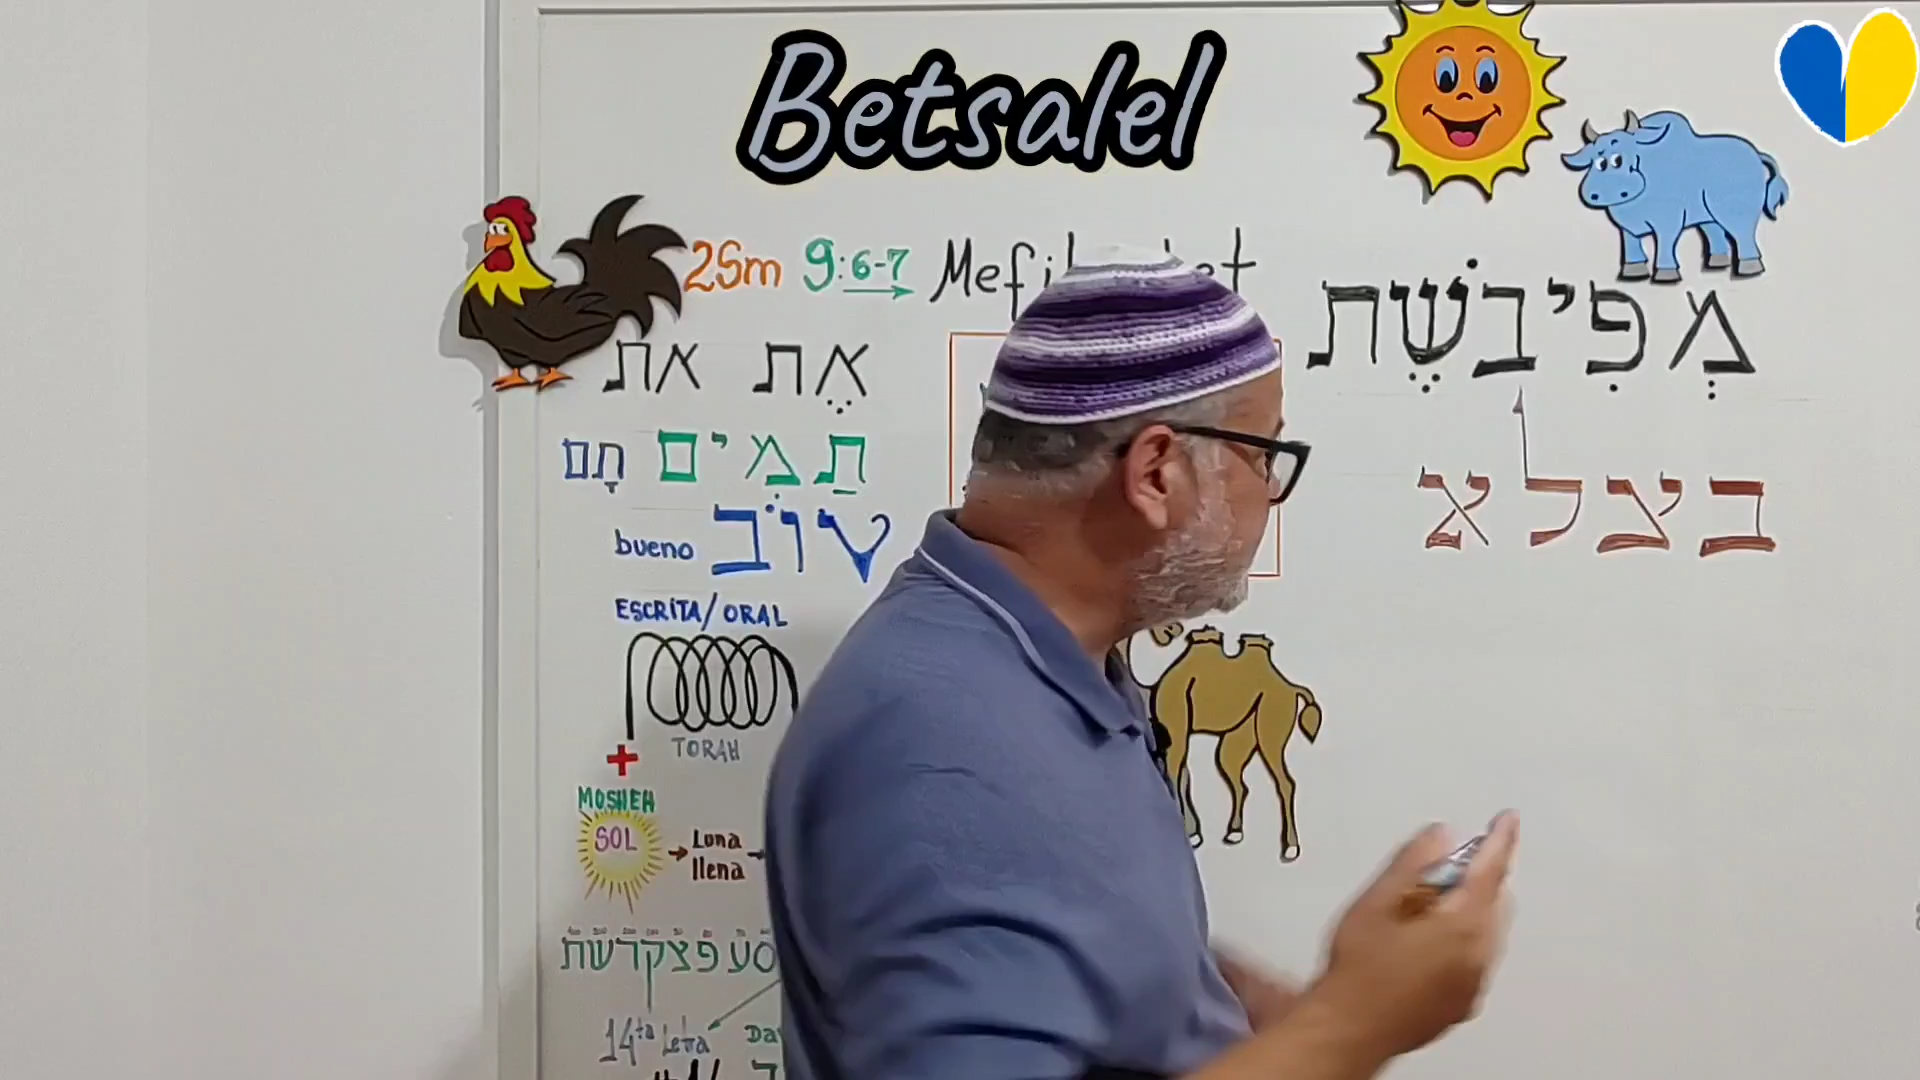 Betsalel
2Sm 9:6-7
מְפִיבֹשֶׁת
אֶת את
תַמִים תָם
בצלא
טוֹב bueno
ESCRITA/ORAL
TORAH
MOSHEH
SOL
Luna
llena
סעפצקרשת
14ta Letra